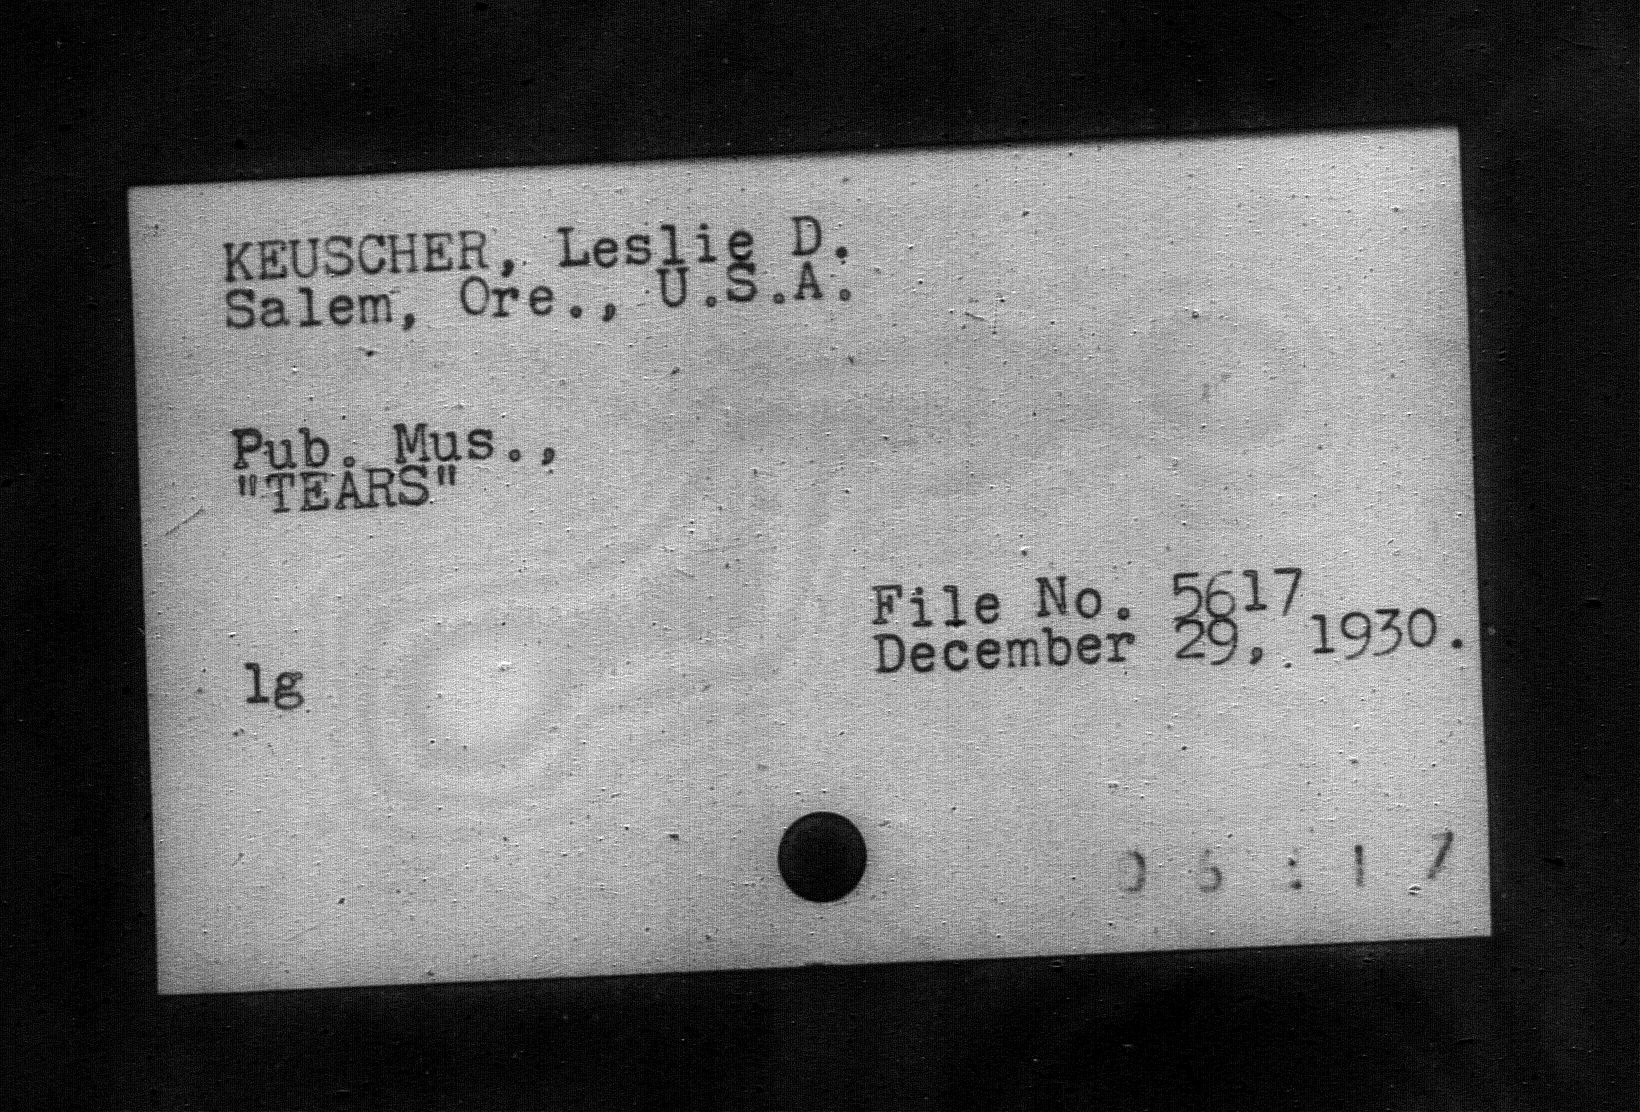 KEUSCHER, Leslie D.
Salem, Ore., U.S.A.
Pub. Mus.,
"TEARS"
File No. 5617
December 29, 1930.
lg